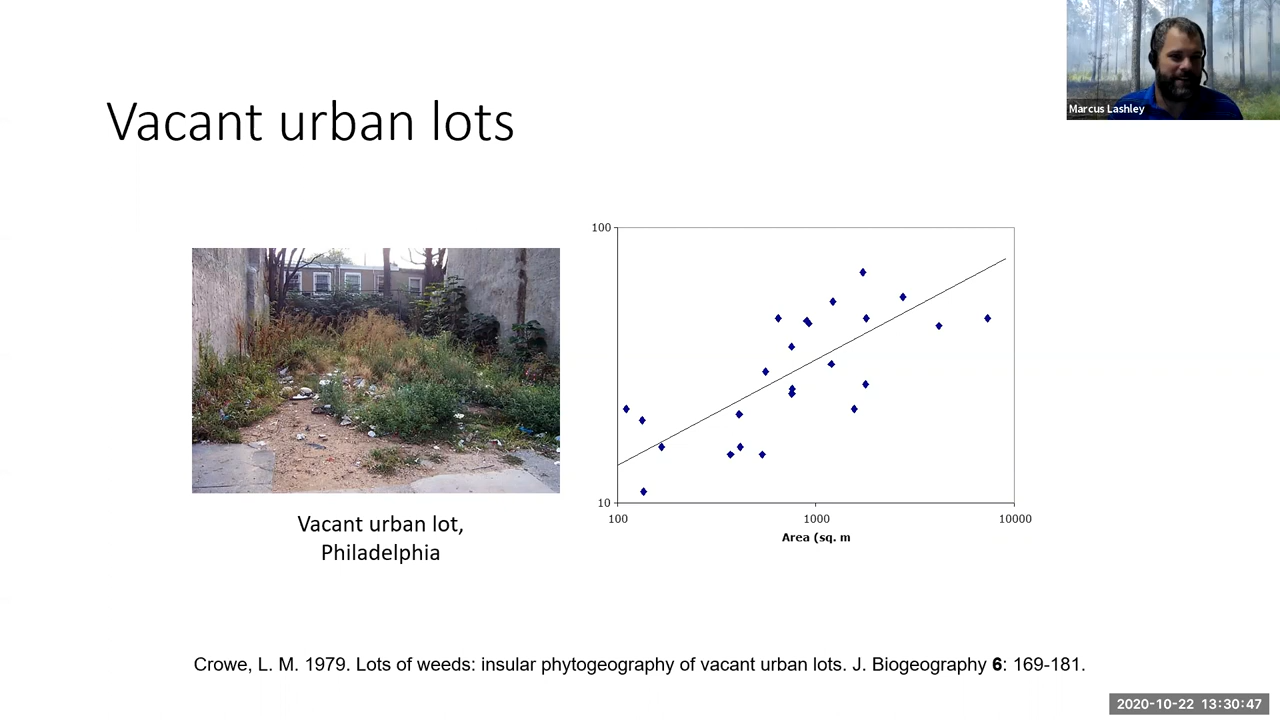 Marcus Lashley
Vacant urban lots
100
10
100
1000
10000
Area (sq. m
Vacant urban lot,
Philadelphia
Crowe, L. M. 1979. Lots of weeds: insular phytogeography of vacant urban lots. J. Biogeography 6: 169-181.
2020-10-22 13:30:47